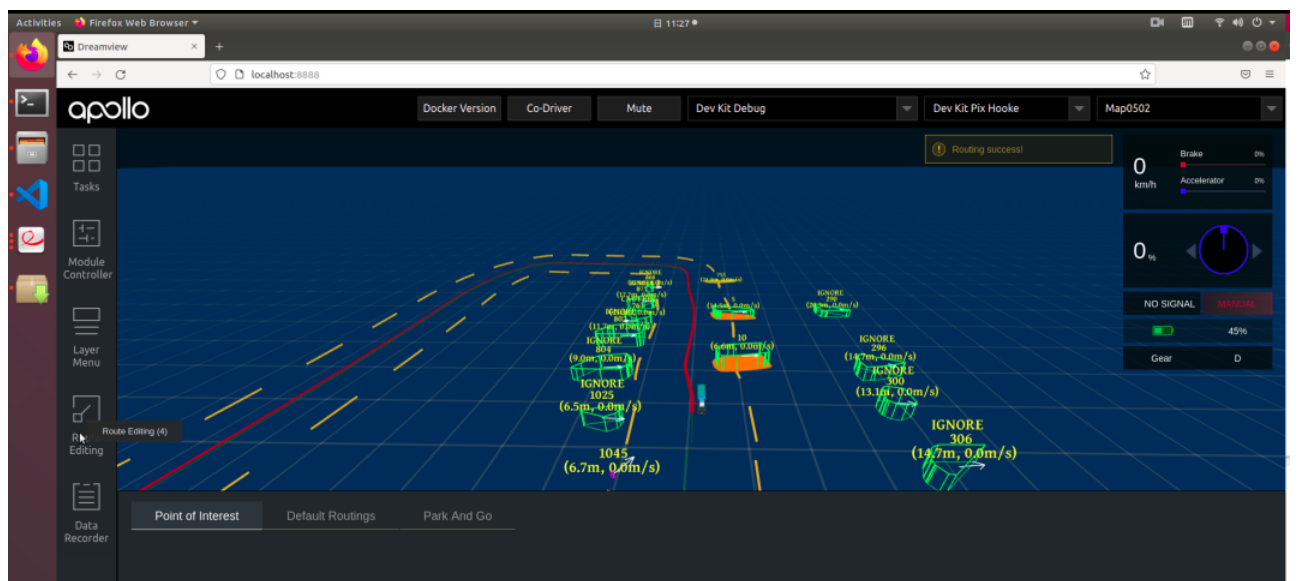 Activities Firefox Web Browser 日 11:27
Dreamview
localhost:8888
apollo Docker Version Co-Driver Mute Dev Kit Debug Dev Kit Pix Hooke Map0502
Routing success!
0 km/h
Brake 0%
Accelerator 0%
0 %
NO SIGNAL MANUAL
45%
Gear D
Tasks
Module
Controller
Layer
Menu
Route Editing (4)
Editing
Data
Recorder
IGNORE
804
(9.0m, 0.0m/s)
IGNORE
1025
(6.5m, 0.0m/s)
1045
(6.7m, 0.0m/s)
5
10
(6.6m, 0.0m/s)
IGNORE
290
IGNORE
296
(14.7m, 0.0m/s)
IGNORE
300
(13.1m, 0.0m/s)
IGNORE
306
(14.7m, 0.0m/s)
Point of Interest Default Routings Park And Go